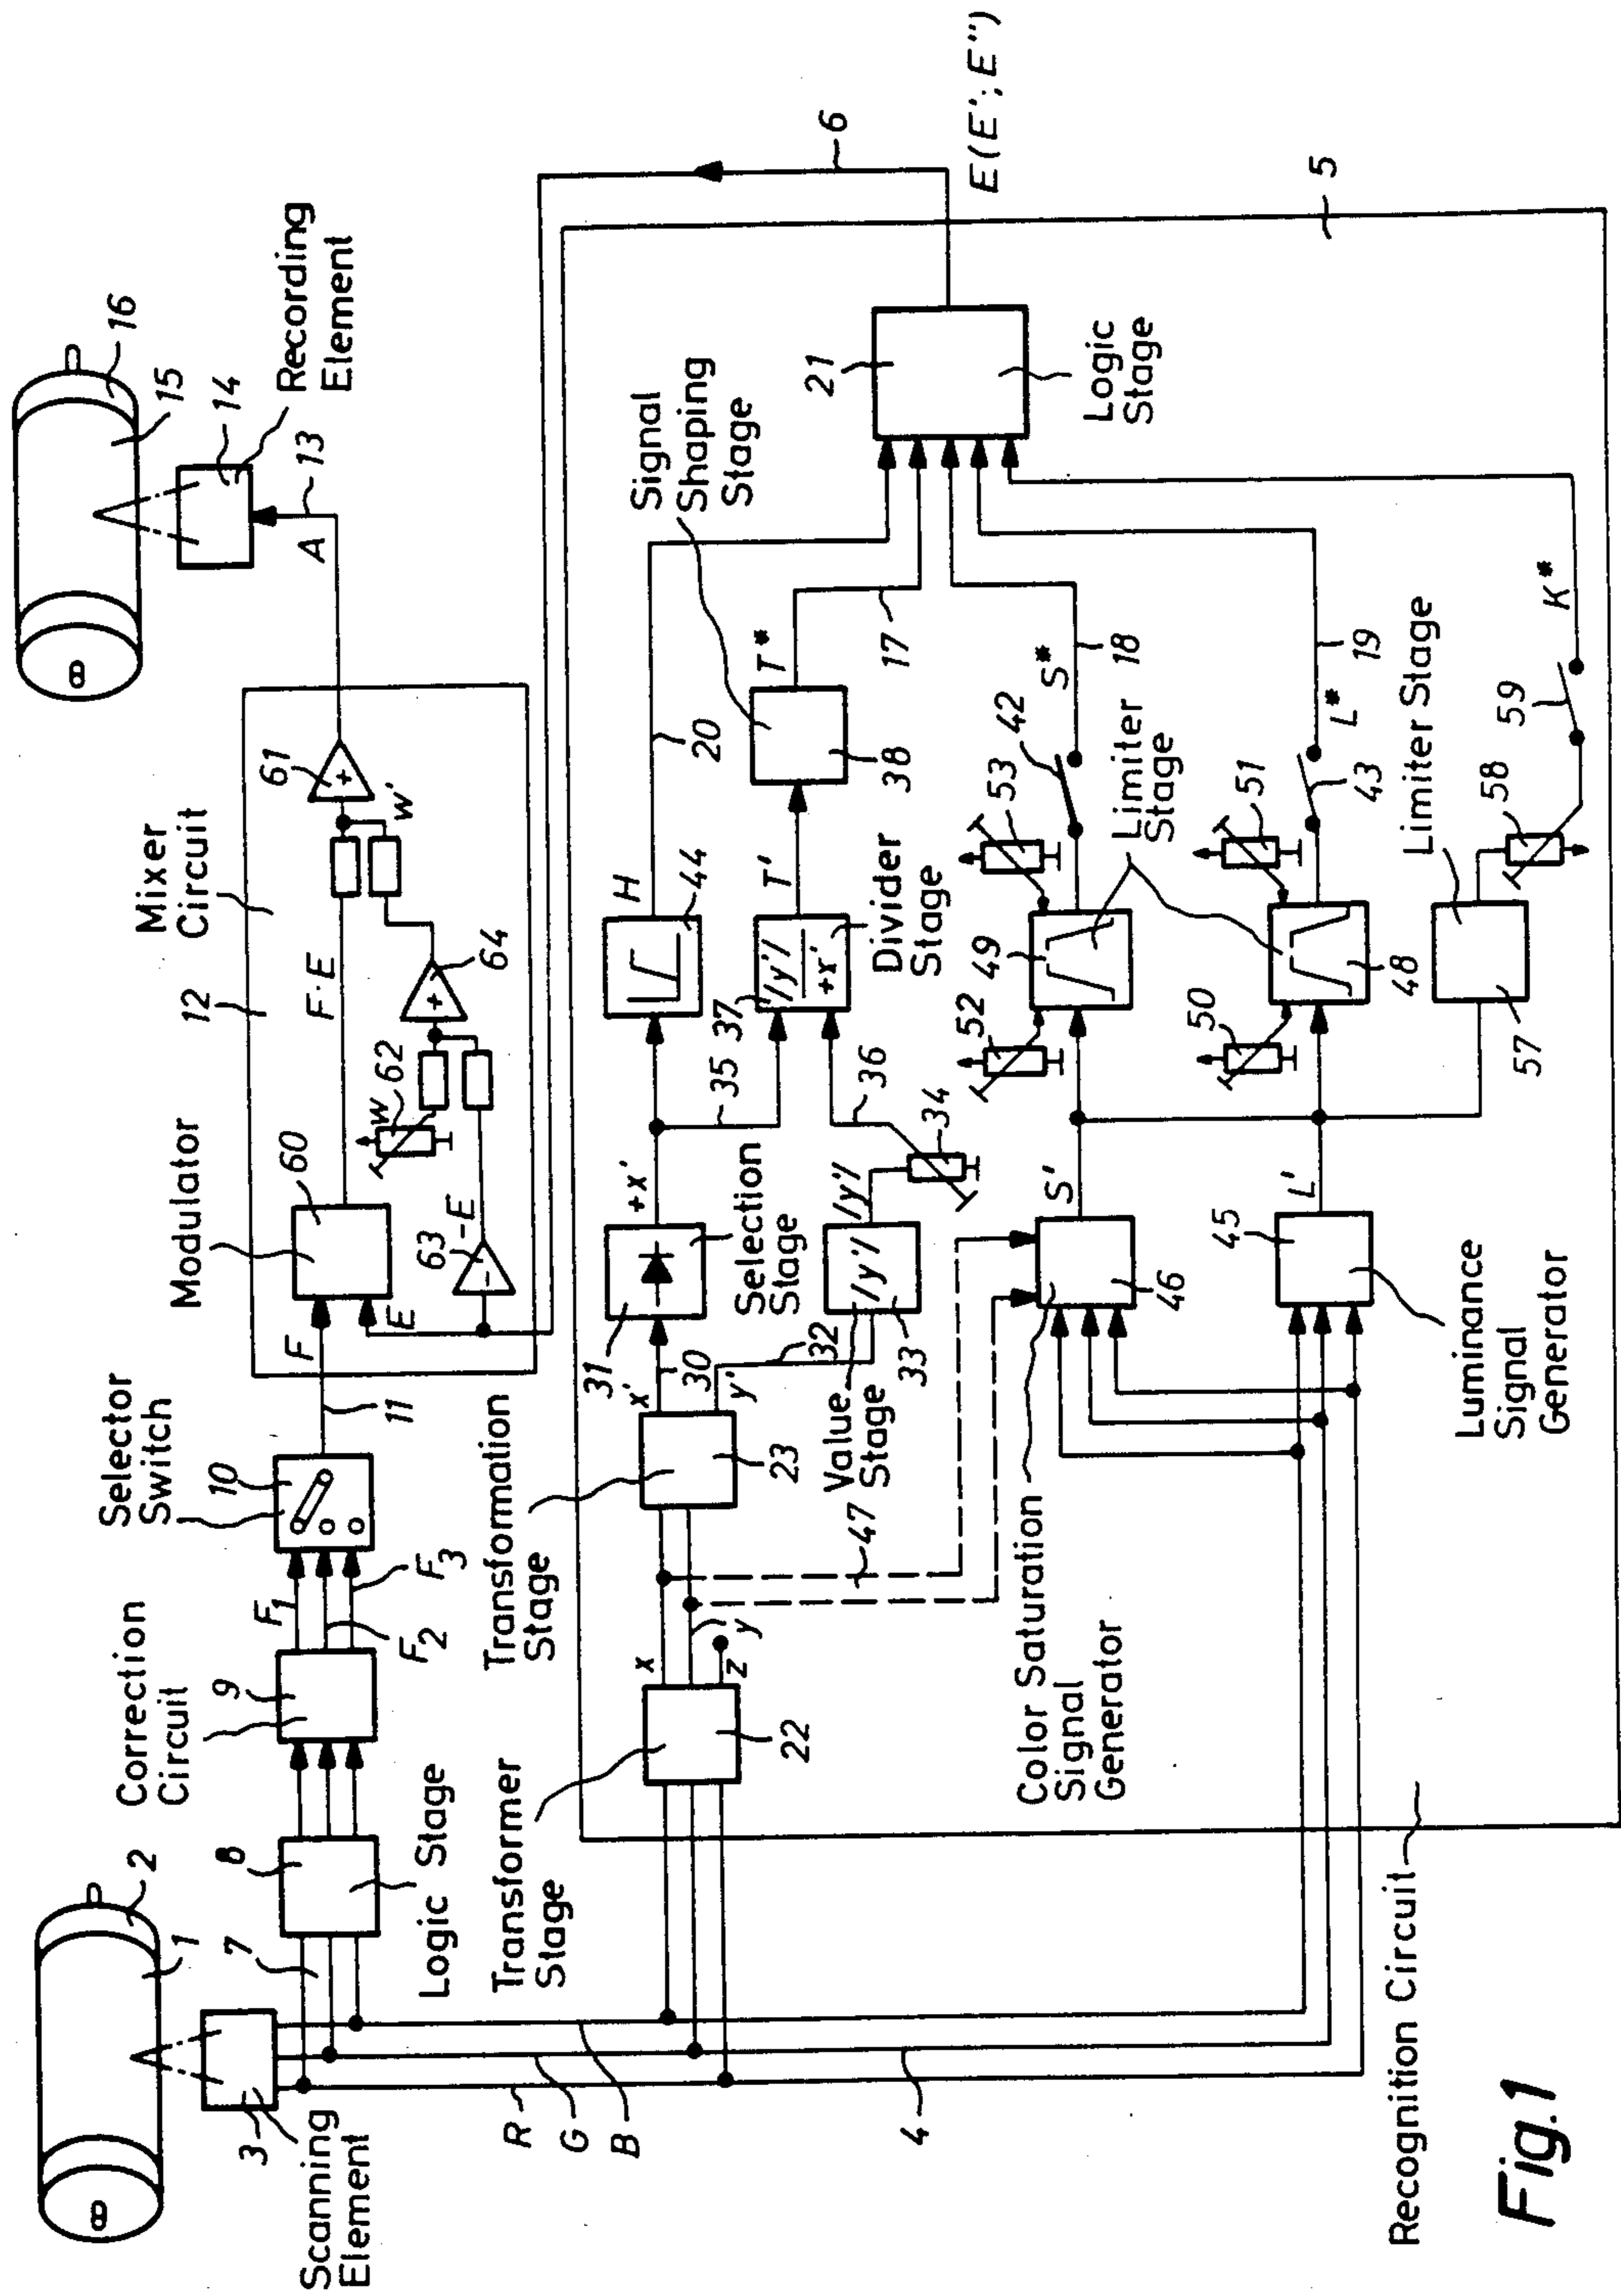 2
1
3
Scanning
Element
7
8
Logic Stage
Correction
Circuit
9
F1
F2
F3
Selector
Switch
10
11
F
E
Modulator
60
63
-E
w
62
64
F·E
12
Mixer
Circuit
w'
61
A
13
14
15
16
Recording
Element
R
G
B
4
Transformer
Stage
22
x
y
z
Transformation
Stage
23
x'
30
y'
31
32
+x'
Selection
Stage
Value
Stage
/y'/
33
/y'/
34
35
36
37
/y'/
+x'
Divider
Stage
H
44
T'
38
T*
Signal
Shaping
Stage
20
17
21
Logic
Stage
6
E(E'; E'')
5
47
Color Saturation
Signal
Generator
46
S'
52
49
53
42
S*
18
Limiter
Stage
Luminance
Signal
Generator
45
L'
50
48
51
43
L*
19
57
Limiter Stage
58
59
K*
Recognition Circuit
Fig.1